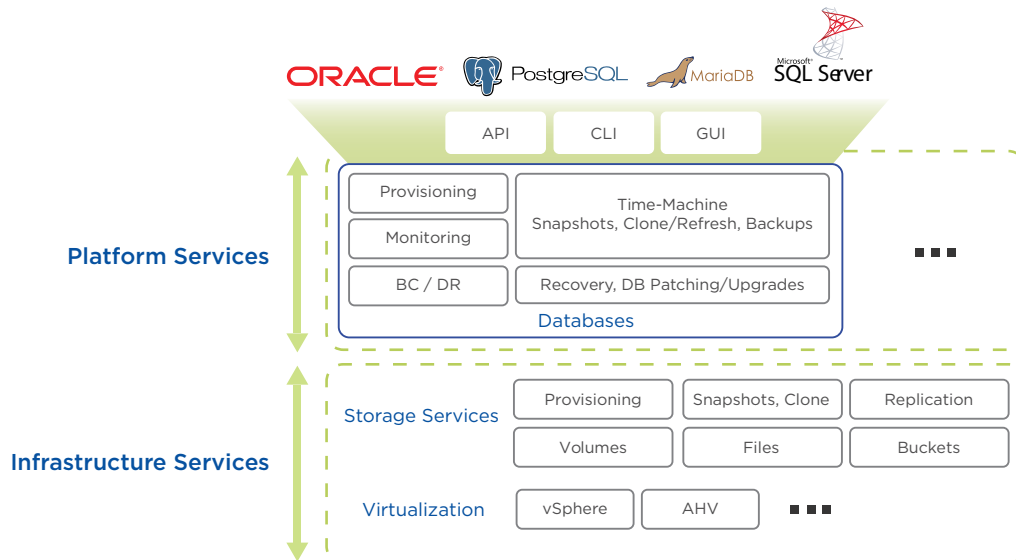 ORACLE®
PostgreSQL
MariaDB
Microsoft®
SQL Server
API
CLI
GUI
Platform Services
Provisioning
Monitoring
BC / DR
Time-Machine
Snapshots, Clone/Refresh, Backups
Recovery, DB Patching/Upgrades
Databases
Infrastructure Services
Storage Services
Provisioning
Snapshots, Clone
Replication
Volumes
Files
Buckets
Virtualization
vSphere
AHV